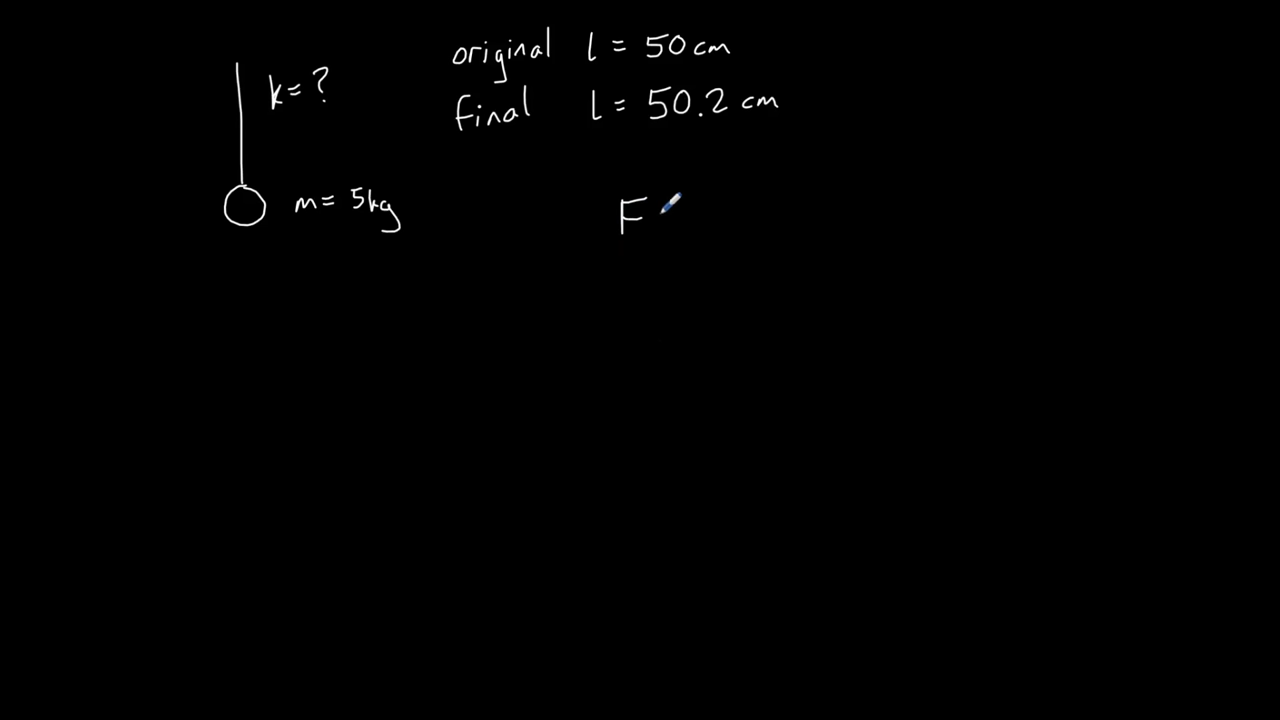 original l = 50 cm
k = ?
final l = 50.2 cm
m = 5kg
F